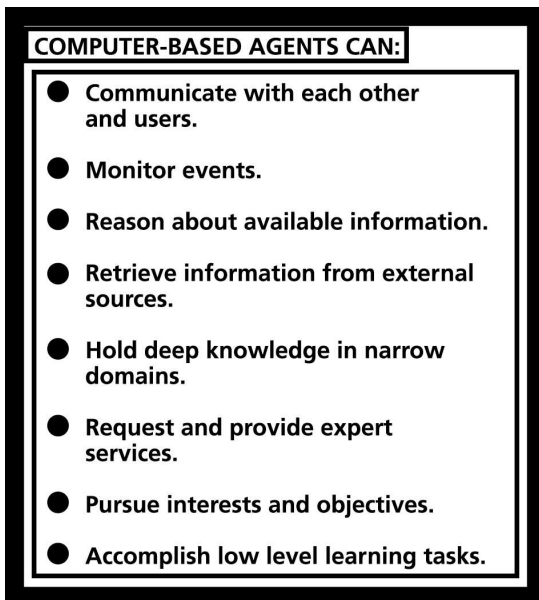 COMPUTER-BASED AGENTS CAN:
● Communicate with each other
and users.
● Monitor events.
● Reason about available information.
● Retrieve information from external
sources.
● Hold deep knowledge in narrow
domains.
● Request and provide expert
services.
● Pursue interests and objectives.
● Accomplish low level learning tasks.